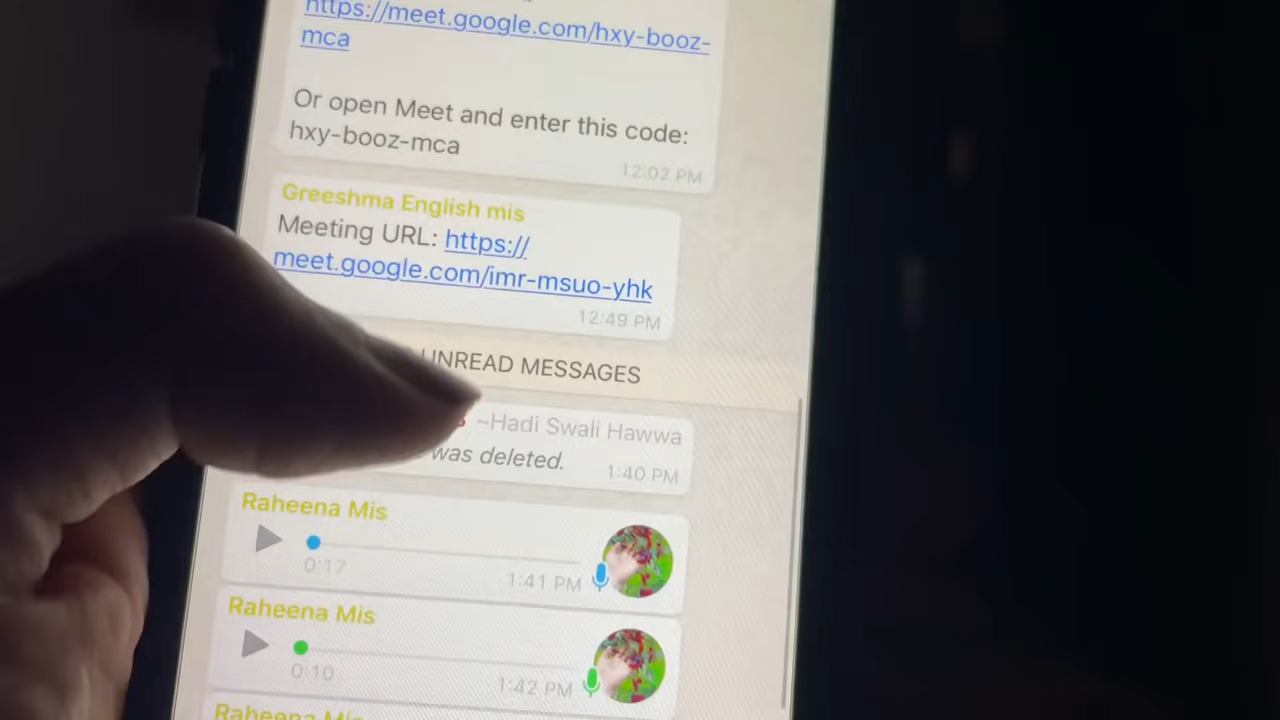 https://meet.google.com/hxy-booz-
mca
Or open Meet and enter this code:
hxy-booz-mca
12:02 PM
Greeshma English mis
Meeting URL: https://
meet.google.com/imr-msuo-yhk
12:49 PM
UNREAD MESSAGES
~Hadi Swali Hawwa
was deleted.
1:40 PM
Raheena Mis
0:17
1:41 PM
Raheena Mis
0:10
1:42 PM
Raheena Mis